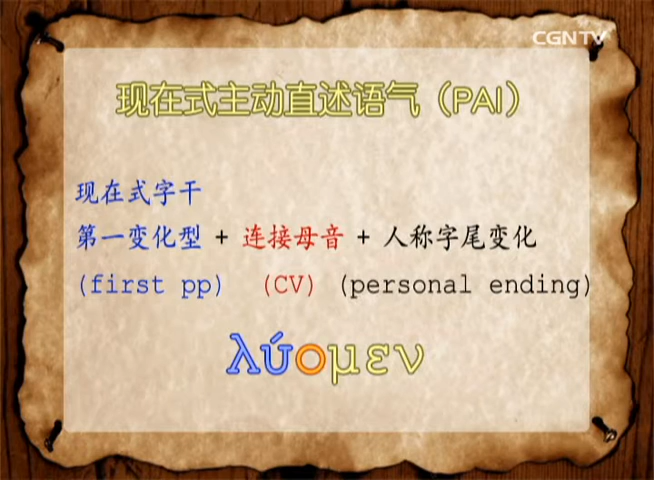 CGNTV
现在式主动直述语气（PAI）
现在式字干
第一变化型 + 连接母音 + 人称字尾变化
(first pp) (CV) (personal ending)
λύομεν